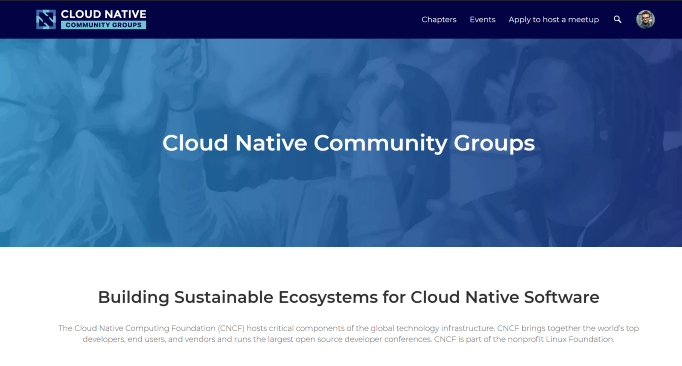 CLOUD NATIVE
COMMUNITY GROUPS
Chapters Events Apply to host a meetup
Cloud Native Community Groups
Building Sustainable Ecosystems for Cloud Native Software
The Cloud Native Computing Foundation (CNCF) hosts critical components of the global technology infrastructure. CNCF brings together the world's top
developers, end users, and vendors and runs the largest open source developer conferences. CNCF is part of the nonprofit Linux Foundation.